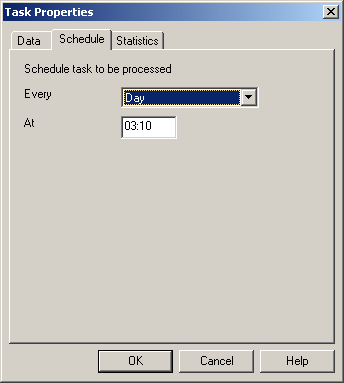 Task Properties
Data Schedule Statistics
Schedule task to be processed
Every Day
At 03:10
OK Cancel Help